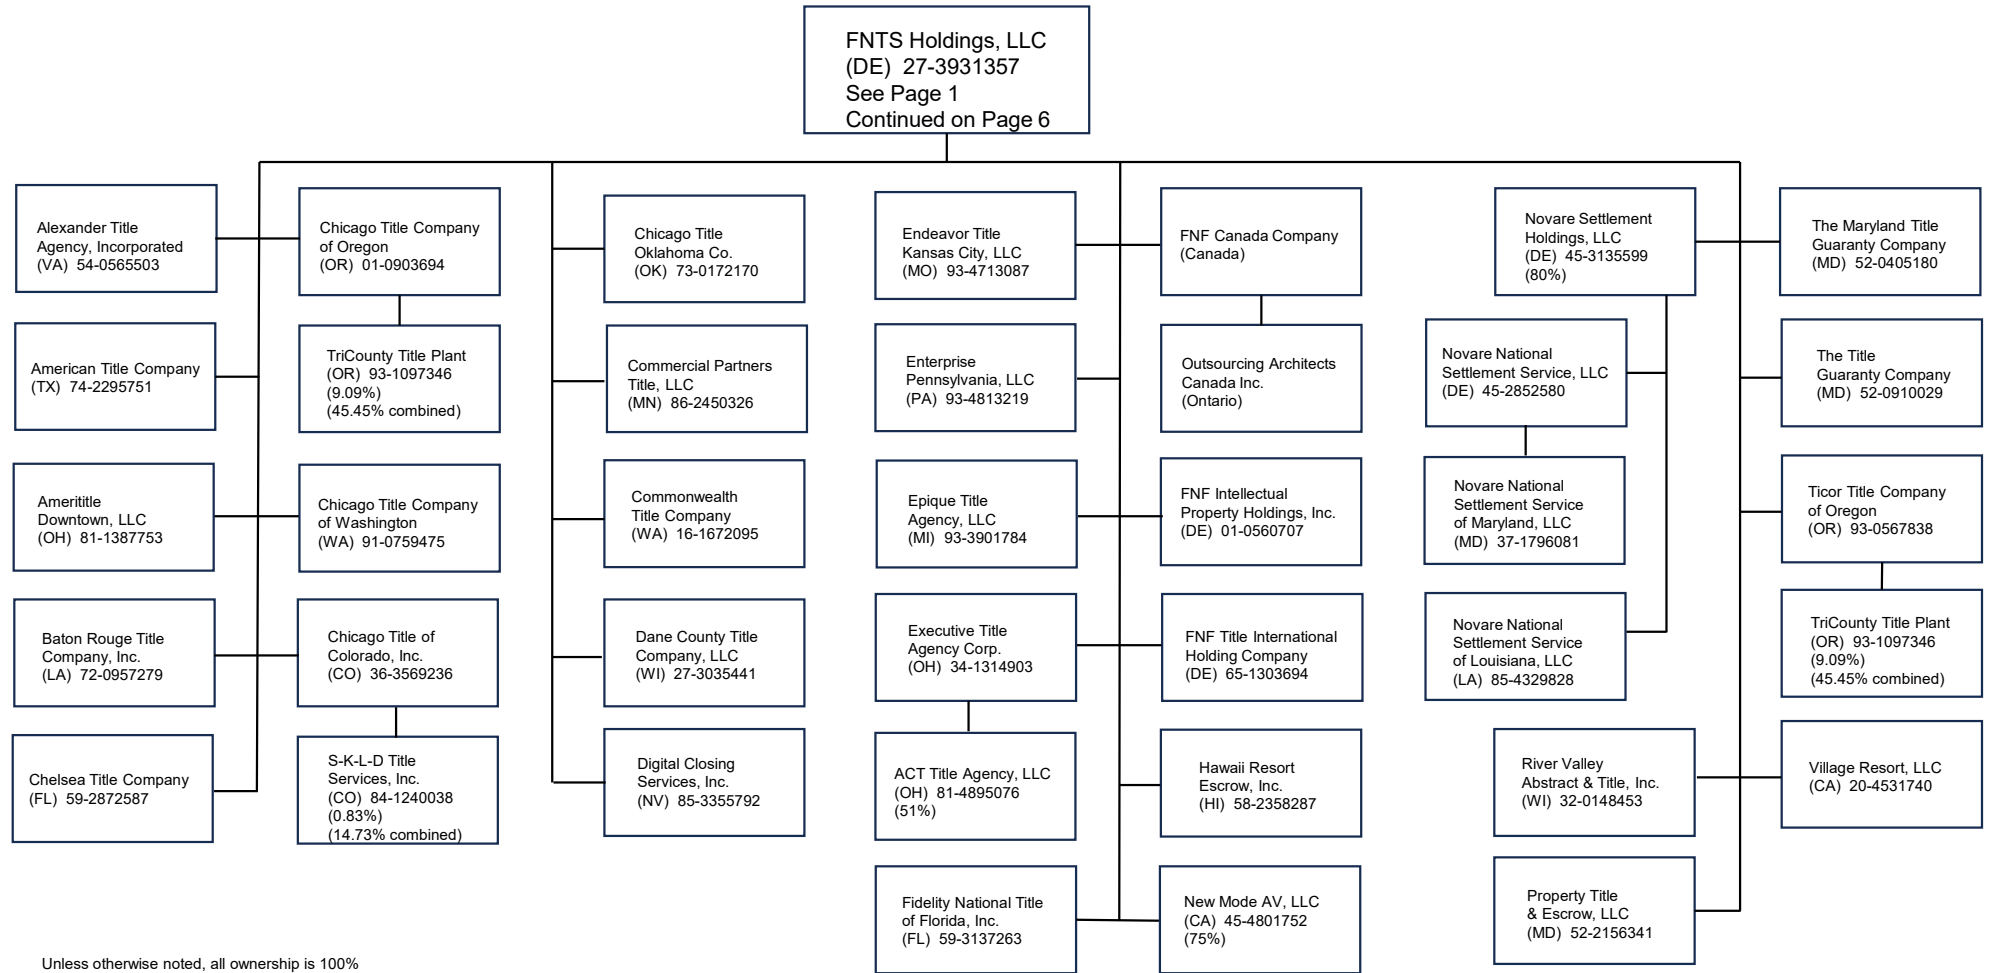 FNTS Holdings, LLC
(DE) 27-3931357
See Page 1
Continued on Page 6
Alexander Title
Agency, Incorporated
(VA) 54-0565503
American Title Company
(TX) 74-2295751
Amerititle
Downtown, LLC
(OH) 81-1387753
Baton Rouge Title
Company, Inc.
(LA) 72-0957279
Chelsea Title Company
(FL) 59-2872587
Chicago Title Company
of Oregon
(OR) 01-0903694
TriCounty Title Plant
(OR) 93-1097346
(9.09%)
(45.45% combined)
Chicago Title Company
of Washington
(WA) 91-0759475
Chicago Title of
Colorado, Inc.
(CO) 36-3569236
S-K-L-D Title
Services, Inc.
(CO) 84-1240038
(0.83%)
(14.73% combined)
Chicago Title
Oklahoma Co.
(OK) 73-0172170
Commercial Partners
Title, LLC
(MN) 86-2450326
Commonwealth
Title Company
(WA) 16-1672095
Dane County Title
Company, LLC
(WI) 27-3035441
Digital Closing
Services, Inc.
(NV) 85-3355792
Endeavor Title
Kansas City, LLC
(MO) 93-4713087
Enterprise
Pennsylvania, LLC
(PA) 93-4813219
Epique Title
Agency, LLC
(MI) 93-3901784
Executive Title
Agency Corp.
(OH) 34-1314903
ACT Title Agency, LLC
(OH) 81-4895076
(51%)
Fidelity National Title
of Florida, Inc.
(FL) 59-3137263
FNF Canada Company
(Canada)
Outsourcing Architects
Canada Inc.
(Ontario)
FNF Intellectual
Property Holdings, Inc.
(DE) 01-0560707
FNF Title International
Holding Company
(DE) 65-1303694
Hawaii Resort
Escrow, Inc.
(HI) 58-2358287
New Mode AV, LLC
(CA) 45-4801752
(75%)
Novare Settlement
Holdings, LLC
(DE) 45-3135599
(80%)
Novare National
Settlement Service, LLC
(DE) 45-2852580
Novare National
Settlement Service
of Maryland, LLC
(MD) 37-1796081
Novare National
Settlement Service
of Louisiana, LLC
(LA) 85-4329828
River Valley
Abstract & Title, Inc.
(WI) 32-0148453
Property Title
& Escrow, LLC
(MD) 52-2156341
The Maryland Title
Guaranty Company
(MD) 52-0405180
The Title
Guaranty Company
(MD) 52-0910029
Ticor Title Company
of Oregon
(OR) 93-0567838
TriCounty Title Plant
(OR) 93-1097346
(9.09%)
(45.45% combined)
Village Resort, LLC
(CA) 20-4531740
Unless otherwise noted, all ownership is 100%